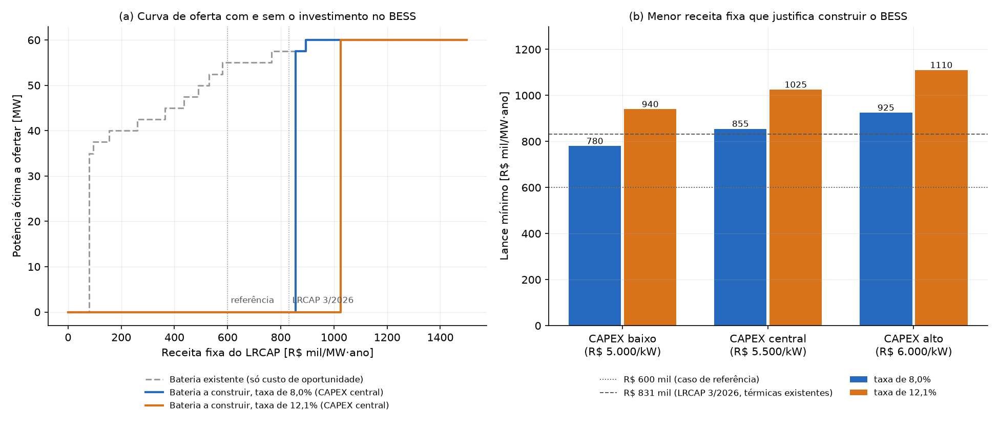 (a) Curva de oferta com e sem o investimento no BESS
Potência ótima a ofertar [MW]
60
50
40
30
20
10
0
referência
LRCAP 3/2026
0 200 400 600 800 1000 1200 1400
Receita fixa do LRCAP [R$ mil/MW·ano]
Bateria existente (só custo de oportunidade)
Bateria a construir, taxa de 8,0% (CAPEX central)
Bateria a construir, taxa de 12,1% (CAPEX central)
(b) Menor receita fixa que justifica construir o BESS
Lance mínimo [R$ mil/MW·ano]
1200
1000
800
600
400
200
0
780
940
855
1025
925
1110
CAPEX baixo
(R$ 5.000/kW)
CAPEX central
(R$ 5.500/kW)
CAPEX alto
(R$ 6.000/kW)
R$ 600 mil (caso de referência)
R$ 831 mil (LRCAP 3/2026, térmicas existentes)
taxa de 8,0%
taxa de 12,1%